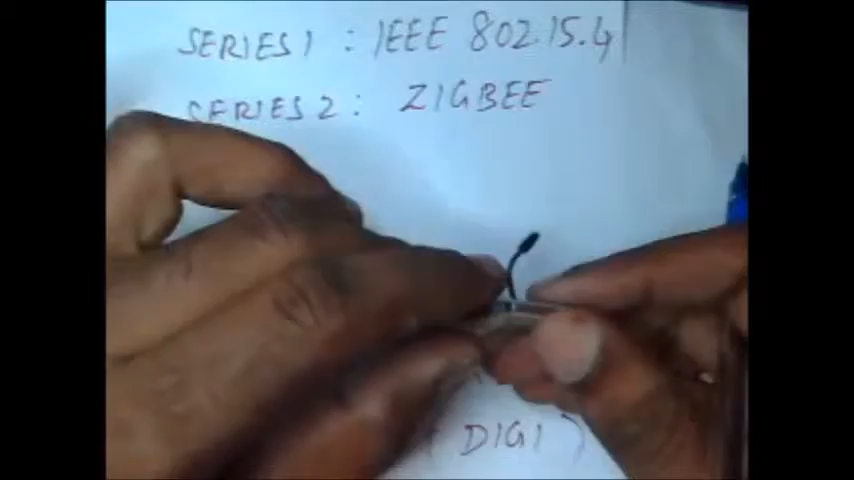 SERIES 1 : IEEE 802.15.4
SERIES 2 : ZIGBEE
( DIGI )